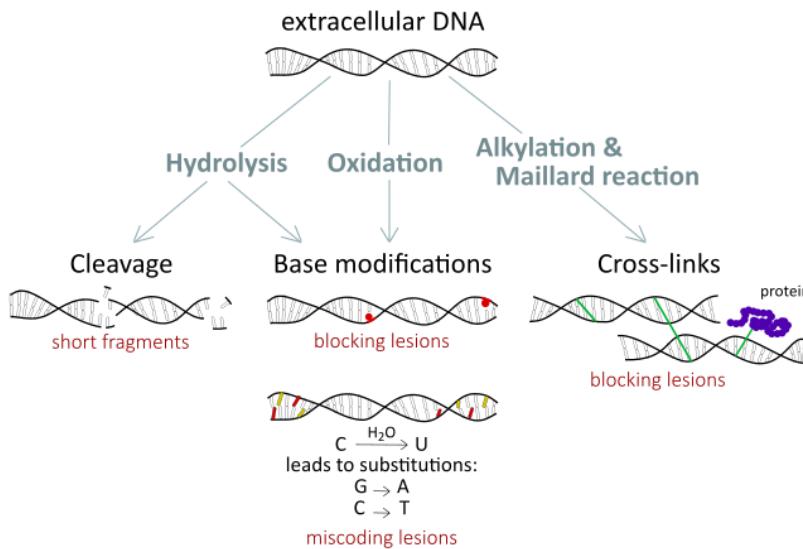 extracellular DNA
Hydrolysis
Oxidation
Alkylation &
Maillard reaction
Cleavage
short fragments
Base modifications
blocking lesions
C H₂O → U
leads to substitutions:
G → A
C → T
miscoding lesions
Cross-links
protein
blocking lesions